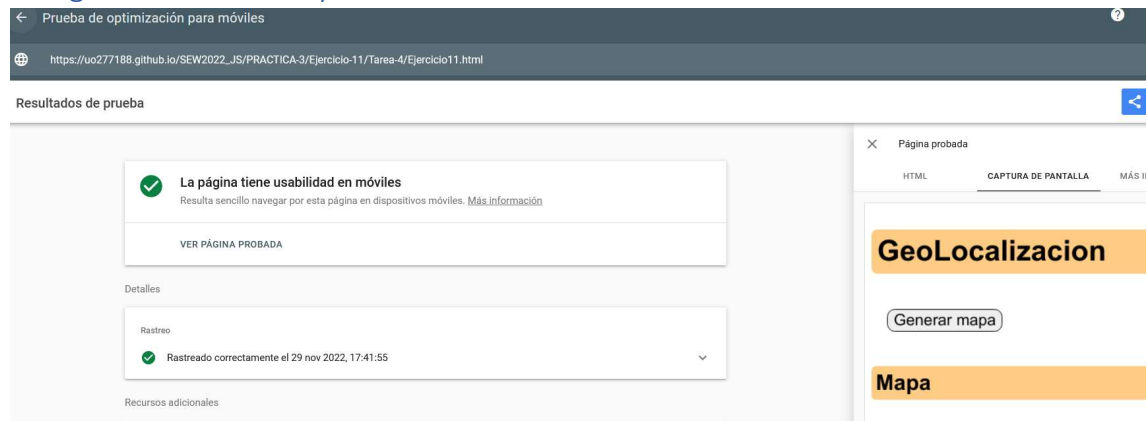 Prueba de optimización para móviles
https://uo277188.github.io/SEW2022_JS/PRACTICA-3/Ejercicio-11/Tarea-4/Ejercicio11.html
Resultados de prueba
La página tiene usabilidad en móviles
Resulta sencillo navegar por esta página en dispositivos móviles. Más información
VER PÁGINA PROBADA
Detalles
Rastreo
Rastreado correctamente el 29 nov 2022, 17:41:55
Recursos adicionales
Página probada
HTML CAPTURA DE PANTALLA MÁS
GeoLocalizacion
Generar mapa
Mapa